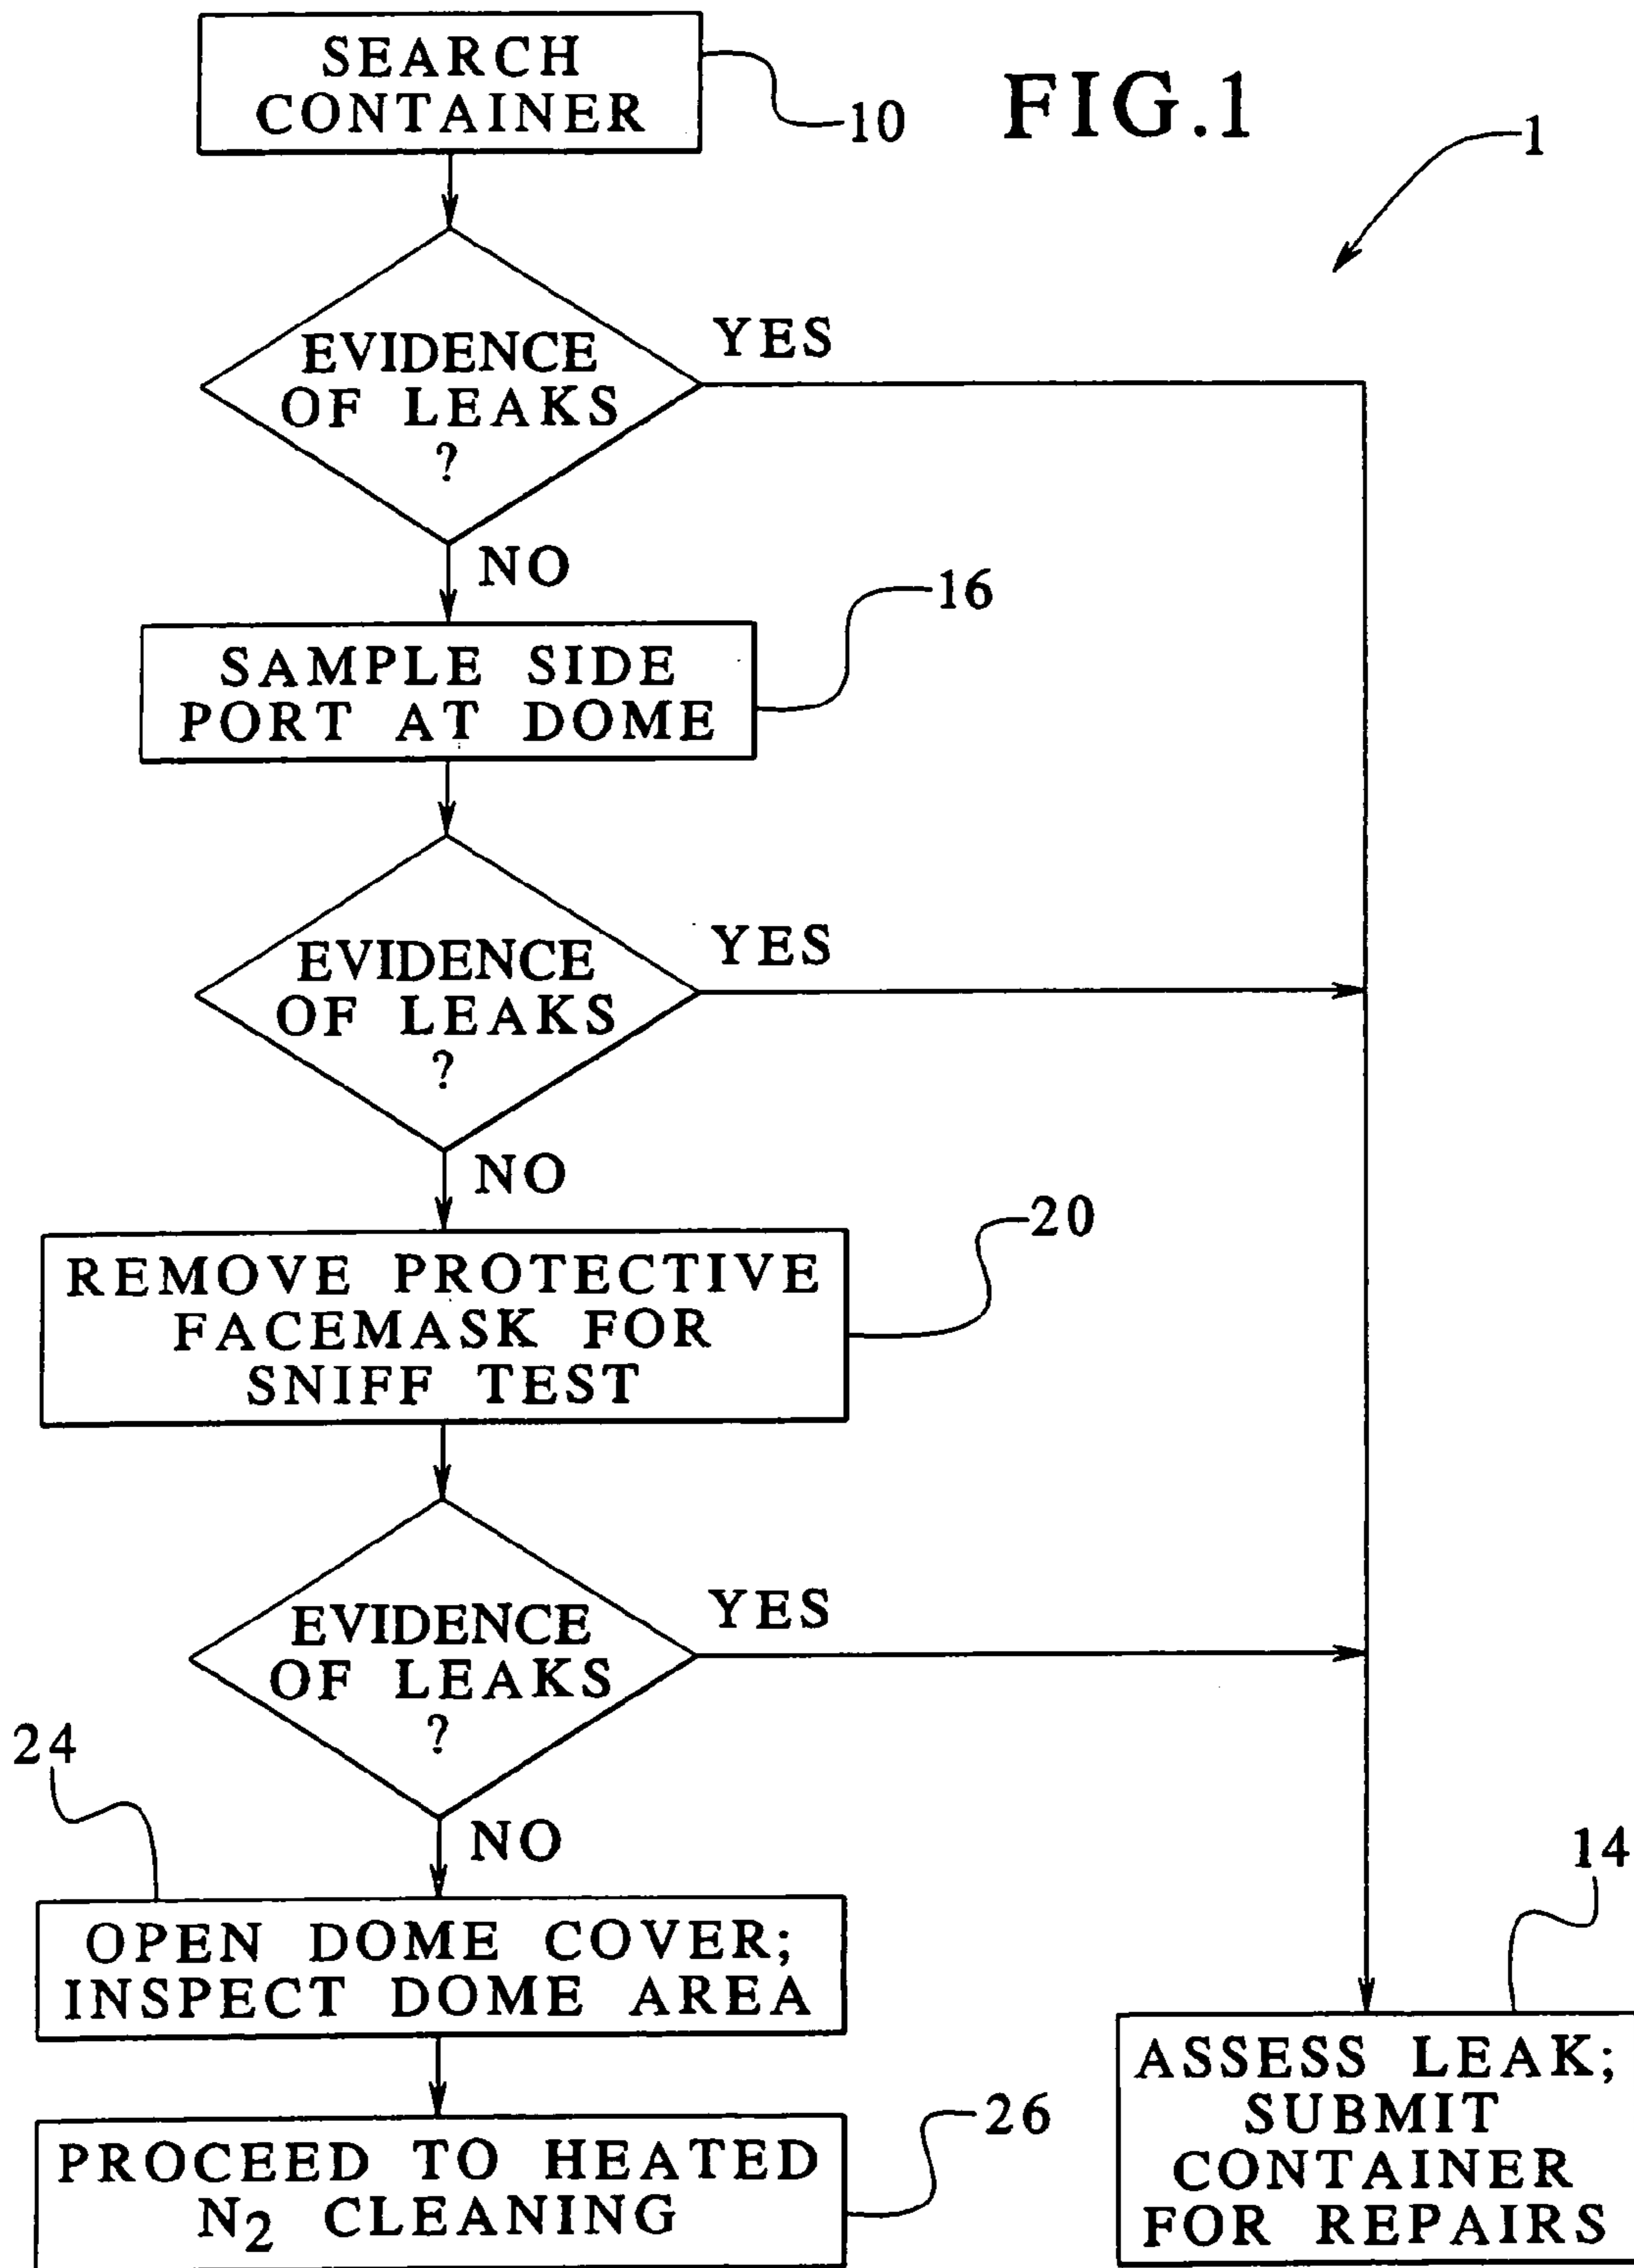 SEARCH
CONTAINER
10
FIG.1
1
EVIDENCE
OF LEAKS
?
YES
NO
16
SAMPLE SIDE
PORT AT DOME
EVIDENCE
OF LEAKS
?
YES
NO
20
REMOVE PROTECTIVE
FACEMASK FOR
SNIFF TEST
EVIDENCE
OF LEAKS
?
YES
NO
24
OPEN DOME COVER;
INSPECT DOME AREA
14
ASSESS LEAK;
SUBMIT
CONTAINER
FOR REPAIRS
26
PROCEED TO HEATED
N2 CLEANING